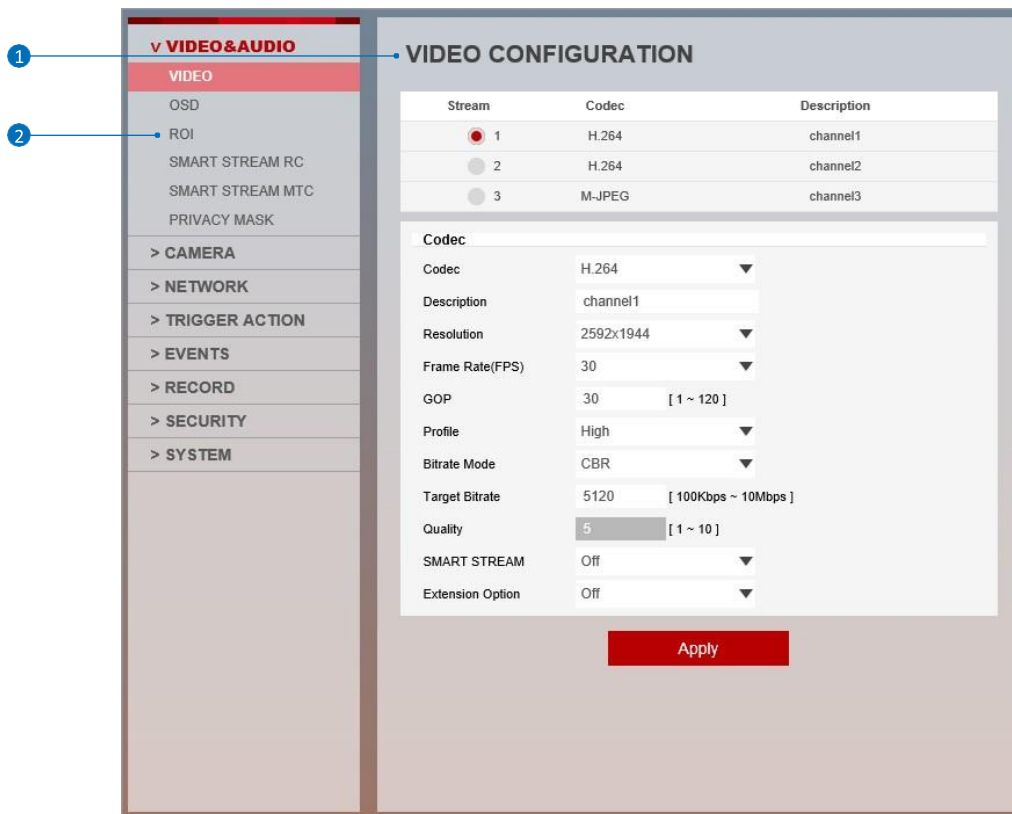 1
2
v VIDEO&AUDIO
VIDEO
OSD
ROI
SMART STREAM RC
SMART STREAM MTC
PRIVACY MASK
> CAMERA
> NETWORK
> TRIGGER ACTION
> EVENTS
> RECORD
> SECURITY
> SYSTEM
VIDEO CONFIGURATION
Stream Codec Description
1 H.264 channel1
2 H.264 channel2
3 M-JPEG channel3
Codec
Codec H.264
Description channel1
Resolution 2592x1944
Frame Rate(FPS) 30
GOP 30 [ 1 ~ 120 ]
Profile High
Bitrate Mode CBR
Target Bitrate 5120 [ 100Kbps ~ 10Mbps ]
Quality 5 [ 1 ~ 10 ]
SMART STREAM Off
Extension Option Off
Apply